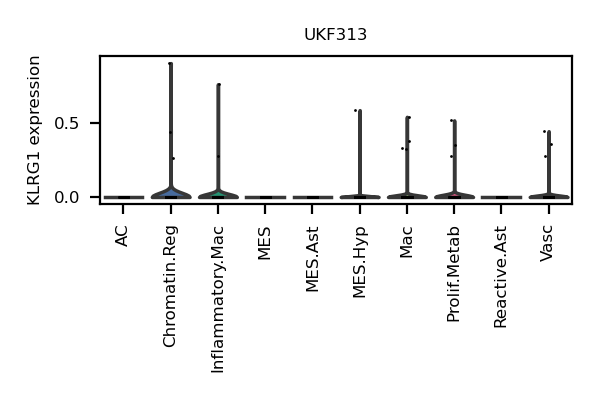 UKF313
KLRG1 expression
0.5
0.0
AC
Chromatin.Reg
Inflammatory.Mac
MES
MES.Ast
MES.Hyp
Mac
Prolif.Metab
Reactive.Ast
Vasc